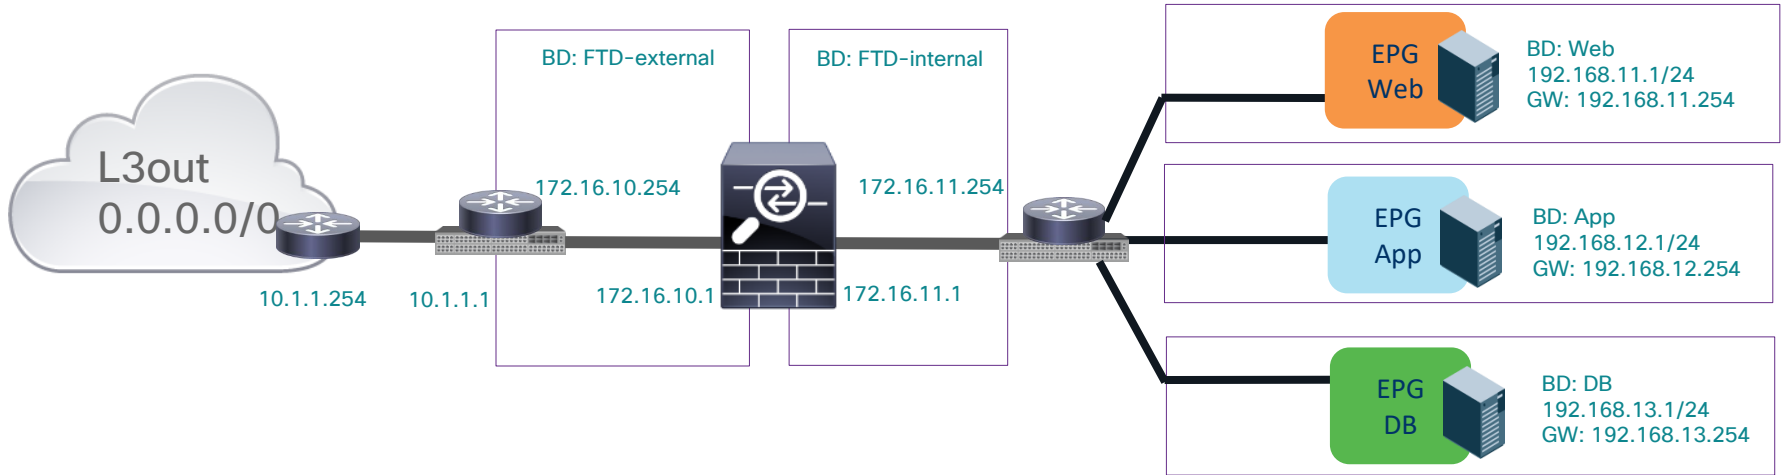 L3out
0.0.0.0/0
10.1.1.254
10.1.1.1
BD: FTD-external
172.16.10.254
172.16.10.1
BD: FTD-internal
172.16.11.254
172.16.11.1
EPG
Web
BD: Web
192.168.11.1/24
GW: 192.168.11.254
EPG
App
BD: App
192.168.12.1/24
GW: 192.168.12.254
EPG
DB
BD: DB
192.168.13.1/24
GW: 192.168.13.254